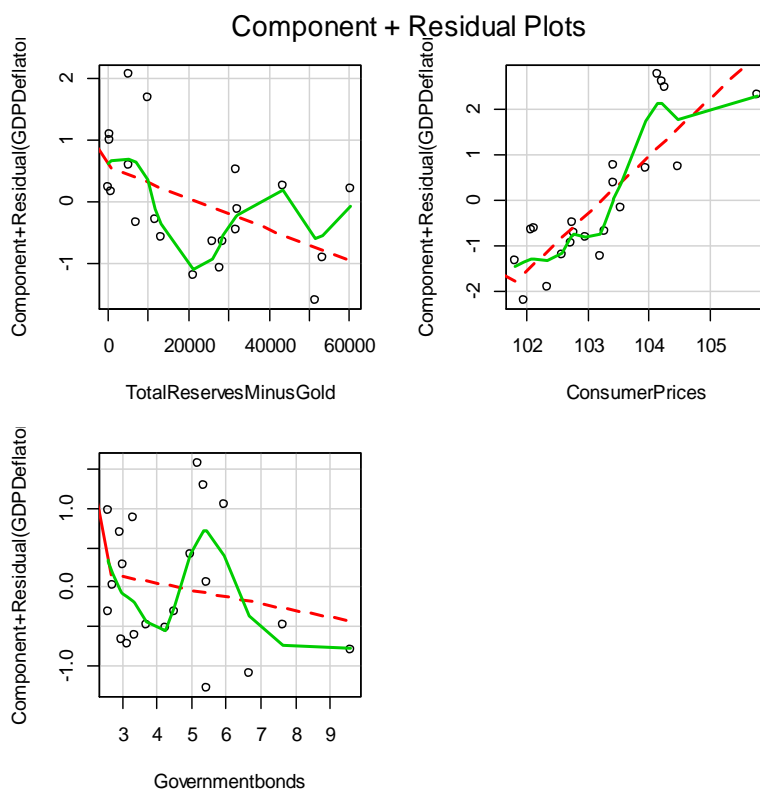 Component + Residual Plots
Component+Residual(GDPDeflator
2
1
0
-1
0 20000 40000 60000
TotalReservesMinusGold
Component+Residual(GDPDeflator
2
1
0
-1
-2
102 103 104 105
ConsumerPrices
Component+Residual(GDPDeflator
1.0
0.0
-1.0
3 4 5 6 7 8 9
Governmentbonds